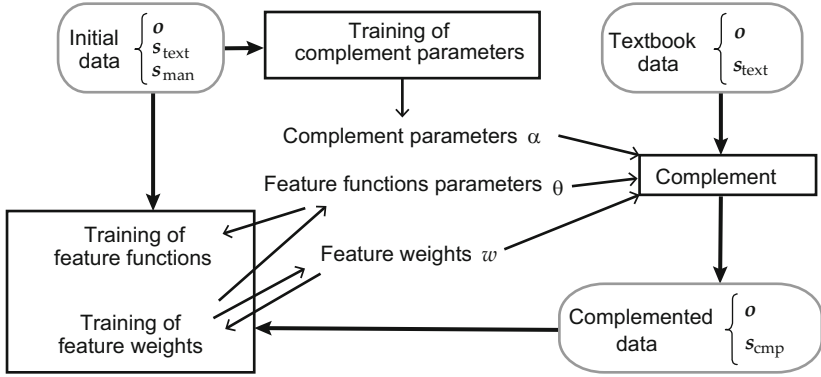 Initial data { o s_text s_man
Training of
complement parameters
Textbook data { o s_text
Complement parameters α
Feature functions parameters θ
Complement
Training of
feature functions
Feature weights w
Training of
feature weights
Complemented data { o s_cmp